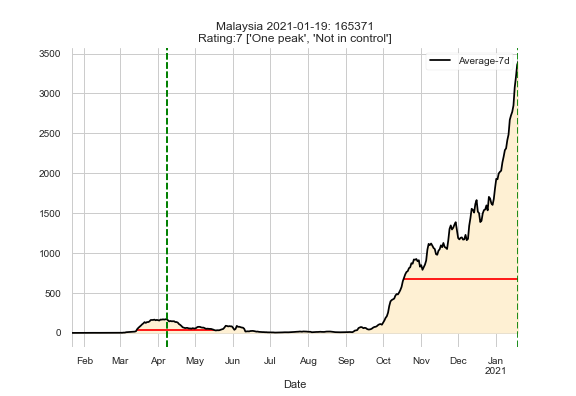 Malaysia 2021-01-19: 165371
Rating:7 ['One peak', 'Not in control']
Average-7d
3500
3000
2500
2000
1500
1000
500
0
Feb Mar Apr May Jun Jul Aug Sep Oct Nov Dec Jan
2021
Date